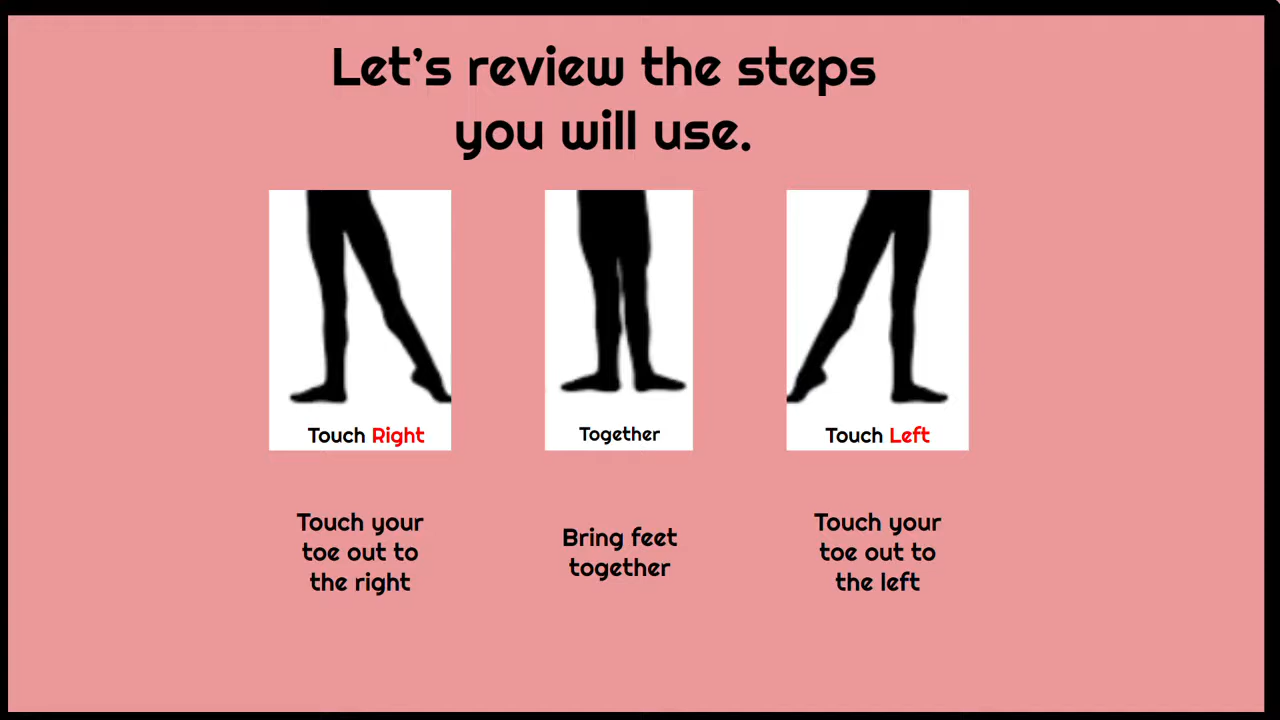 Let's review the steps
you will use.
Touch Right
Together
Touch Left
Touch your
toe out to
the right
Bring feet
together
Touch your
toe out to
the left